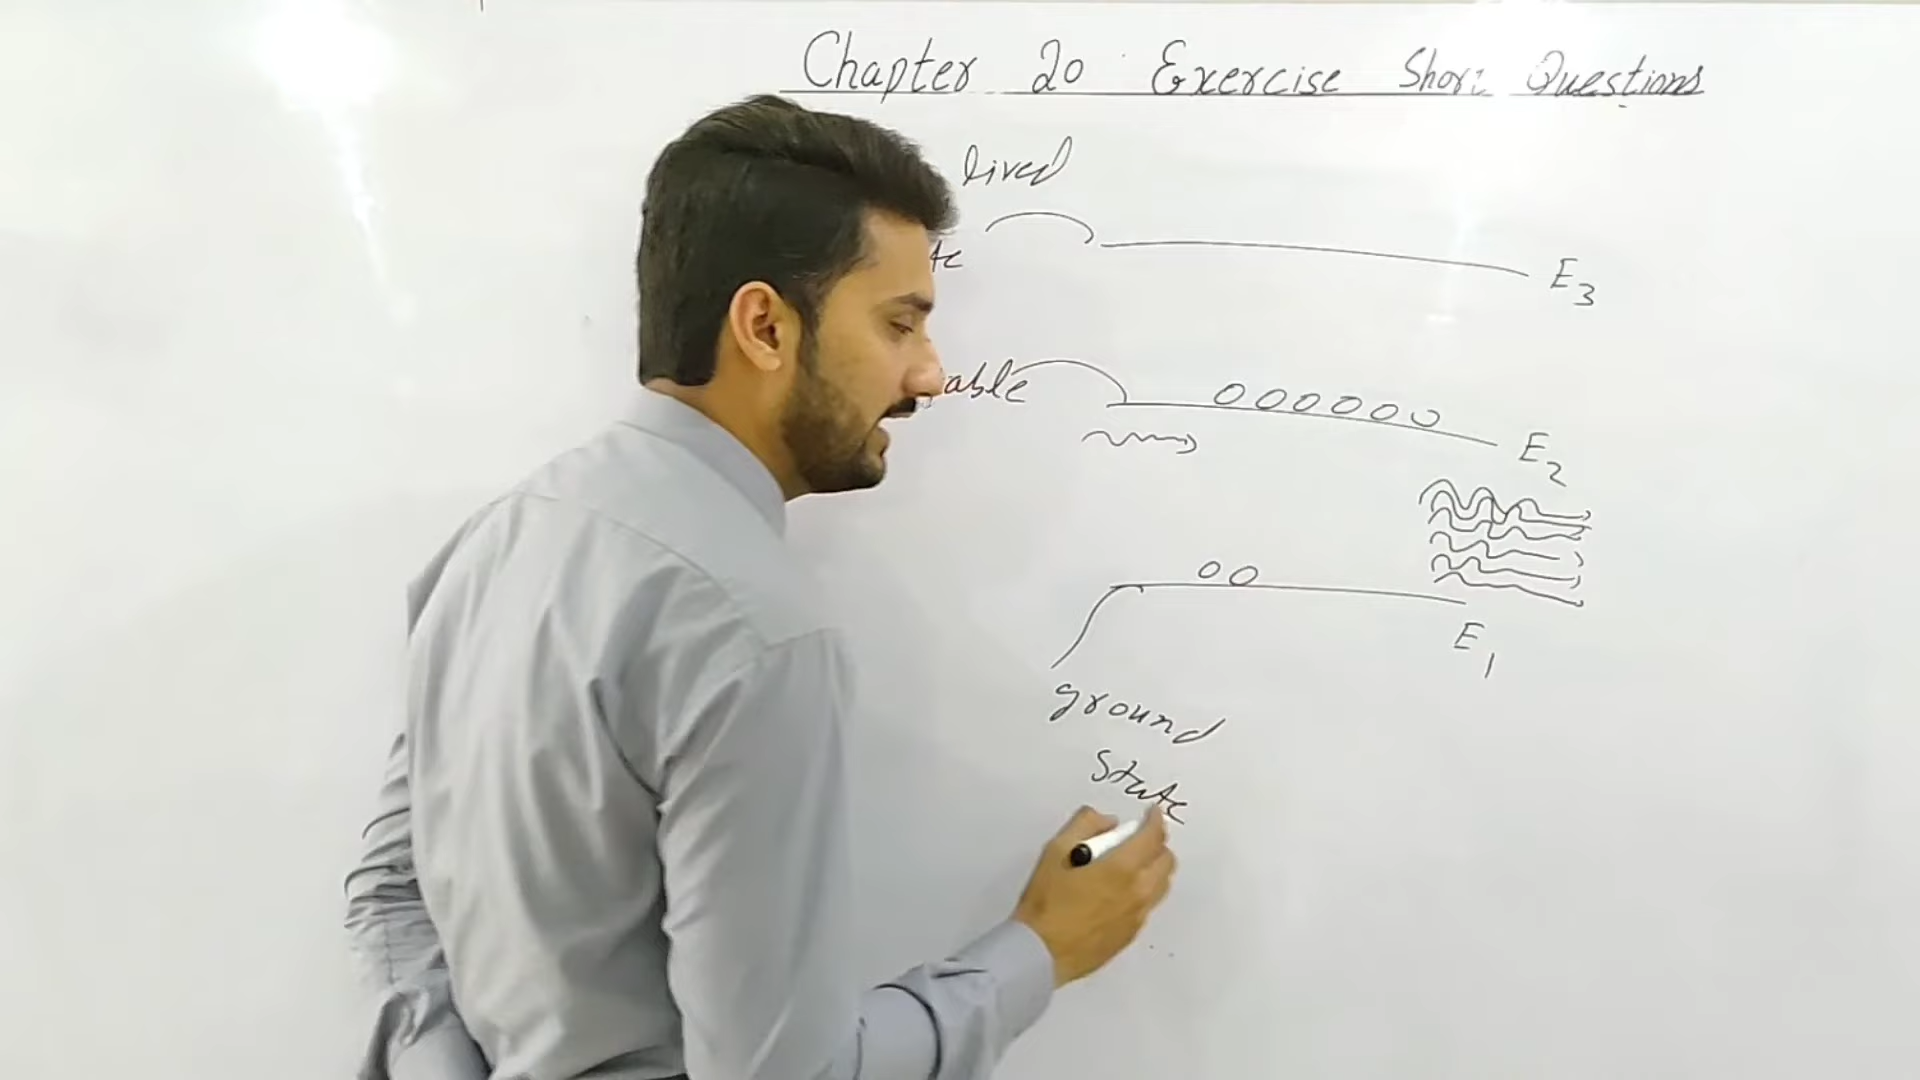 Chapter 20 Exercise Short Questions
lived
E3
E2
E1
ground
State